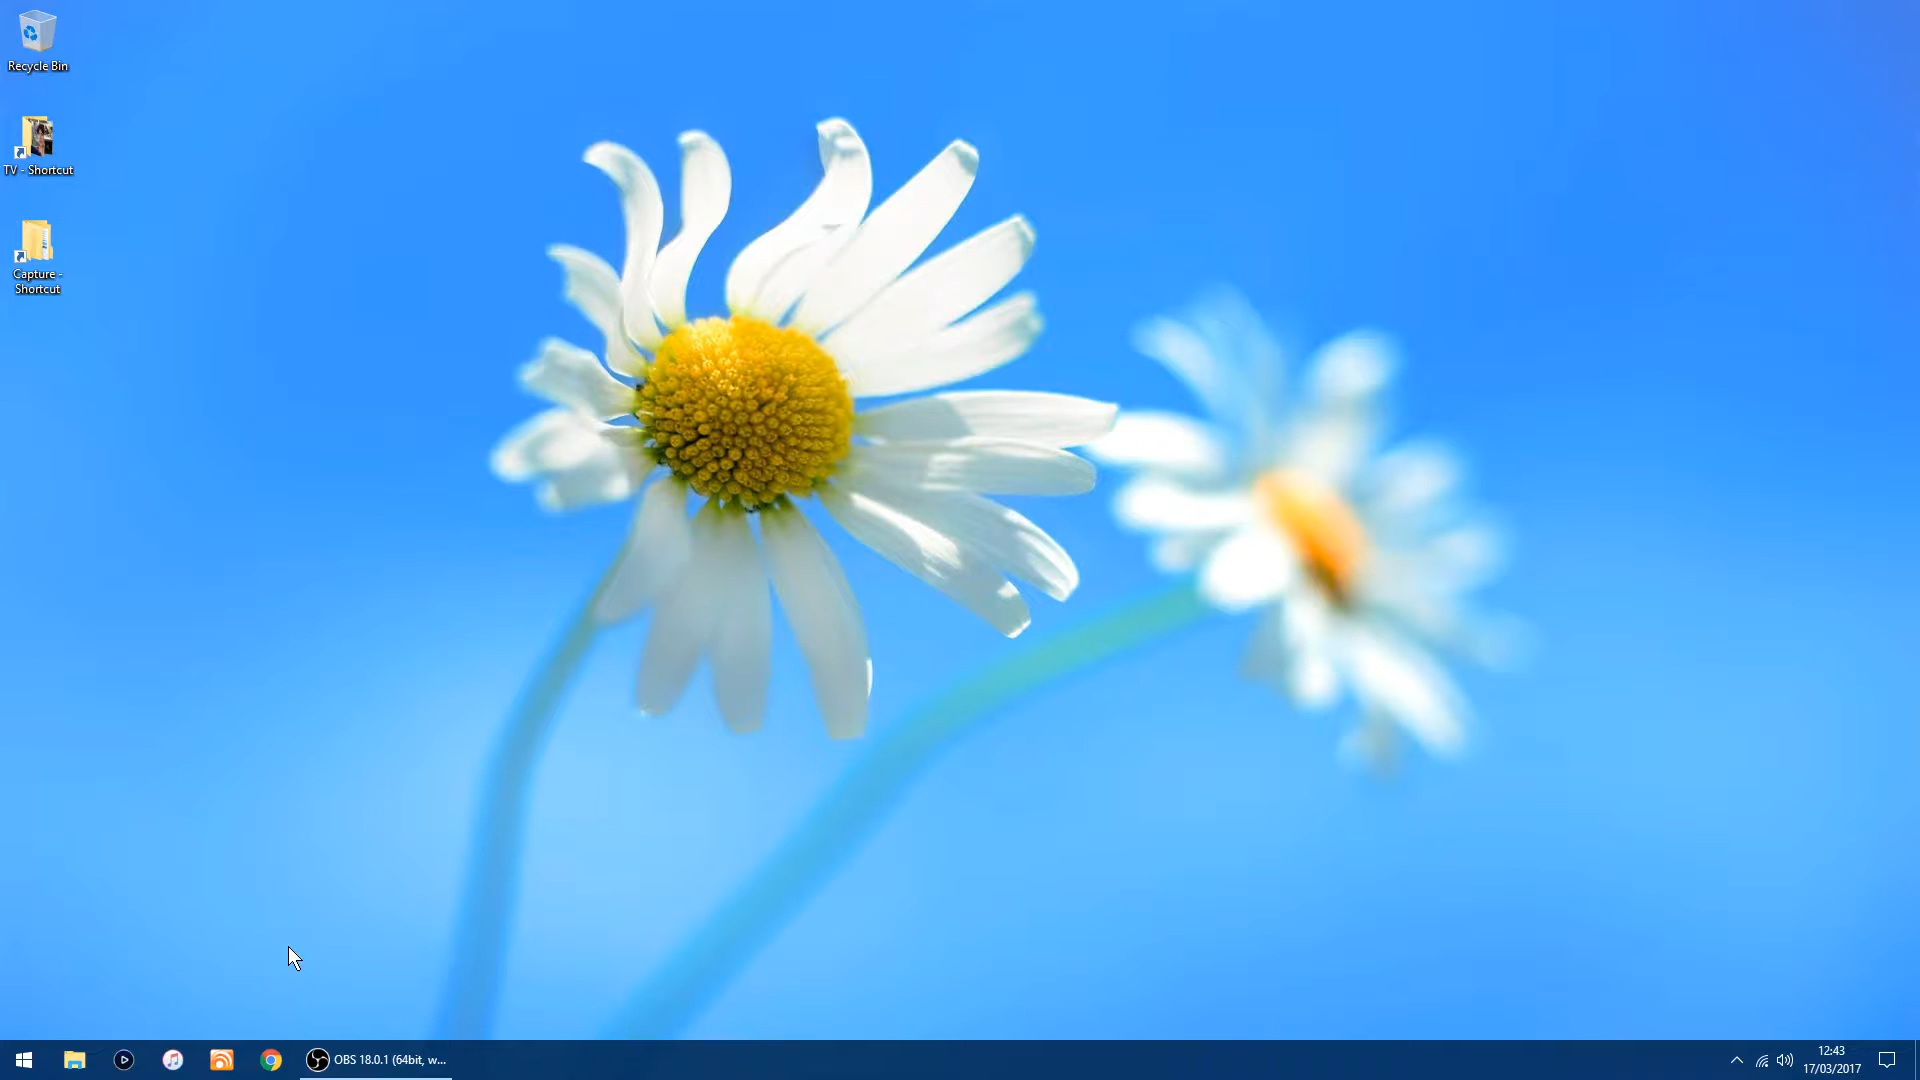 Recycle Bin
TV - Shortcut
Capture -
Shortcut
OBS 18.0.1 (64bit, w...
12:43
17/03/2017